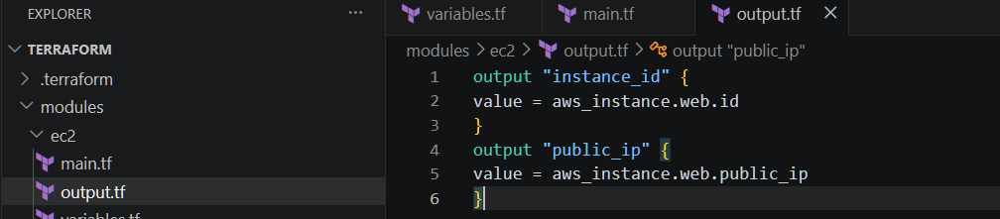 EXPLORER
···
TERRAFORM
.terraform
modules
ec2
main.tf
output.tf
variables.tf
variables.tf
main.tf
output.tf
modules > ec2 > output.tf > output "public_ip"
1 output "instance_id" {
2 value = aws_instance.web.id
3 }
4 output "public_ip" {
5 value = aws_instance.web.public_ip
6 }